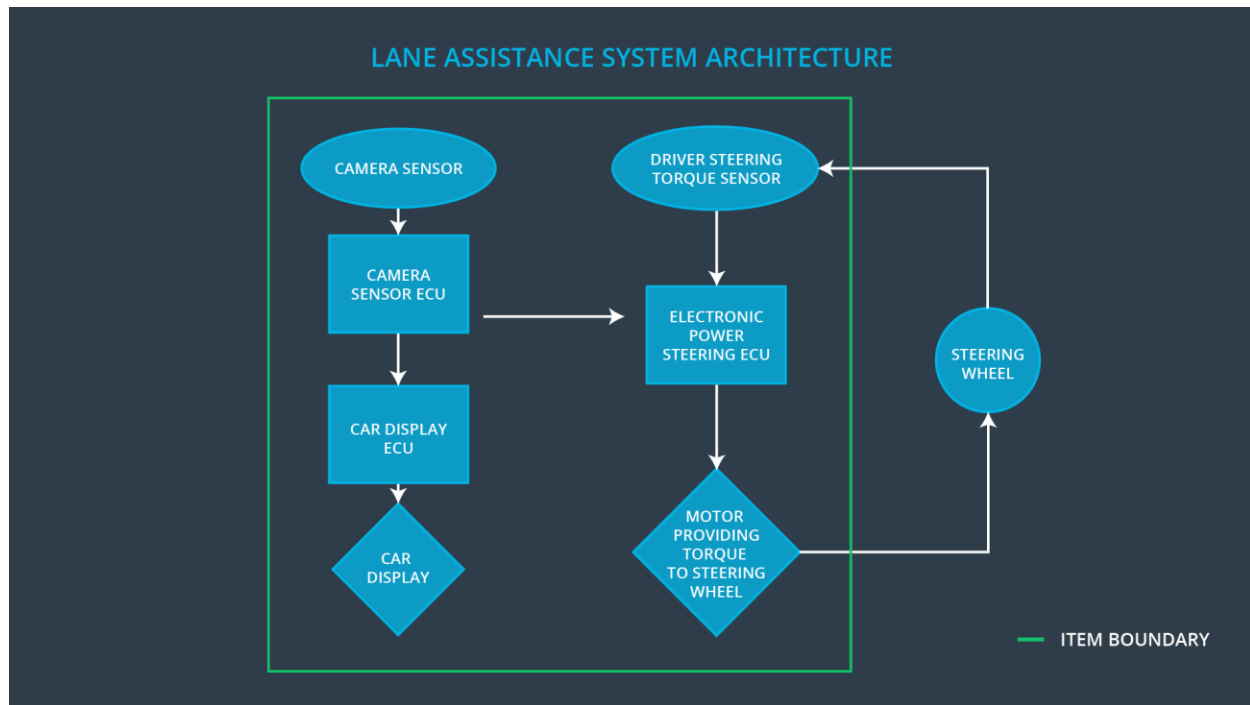 LANE ASSISTANCE SYSTEM ARCHITECTURE
CAMERA SENSOR
CAMERA
SENSOR ECU
CAR DISPLAY
ECU
CAR
DISPLAY
DRIVER STEERING
TORQUE SENSOR
ELECTRONIC
POWER
STEERING ECU
MOTOR
PROVIDING
TORQUE
TO STEERING
WHEEL
STEERING
WHEEL
ITEM BOUNDARY